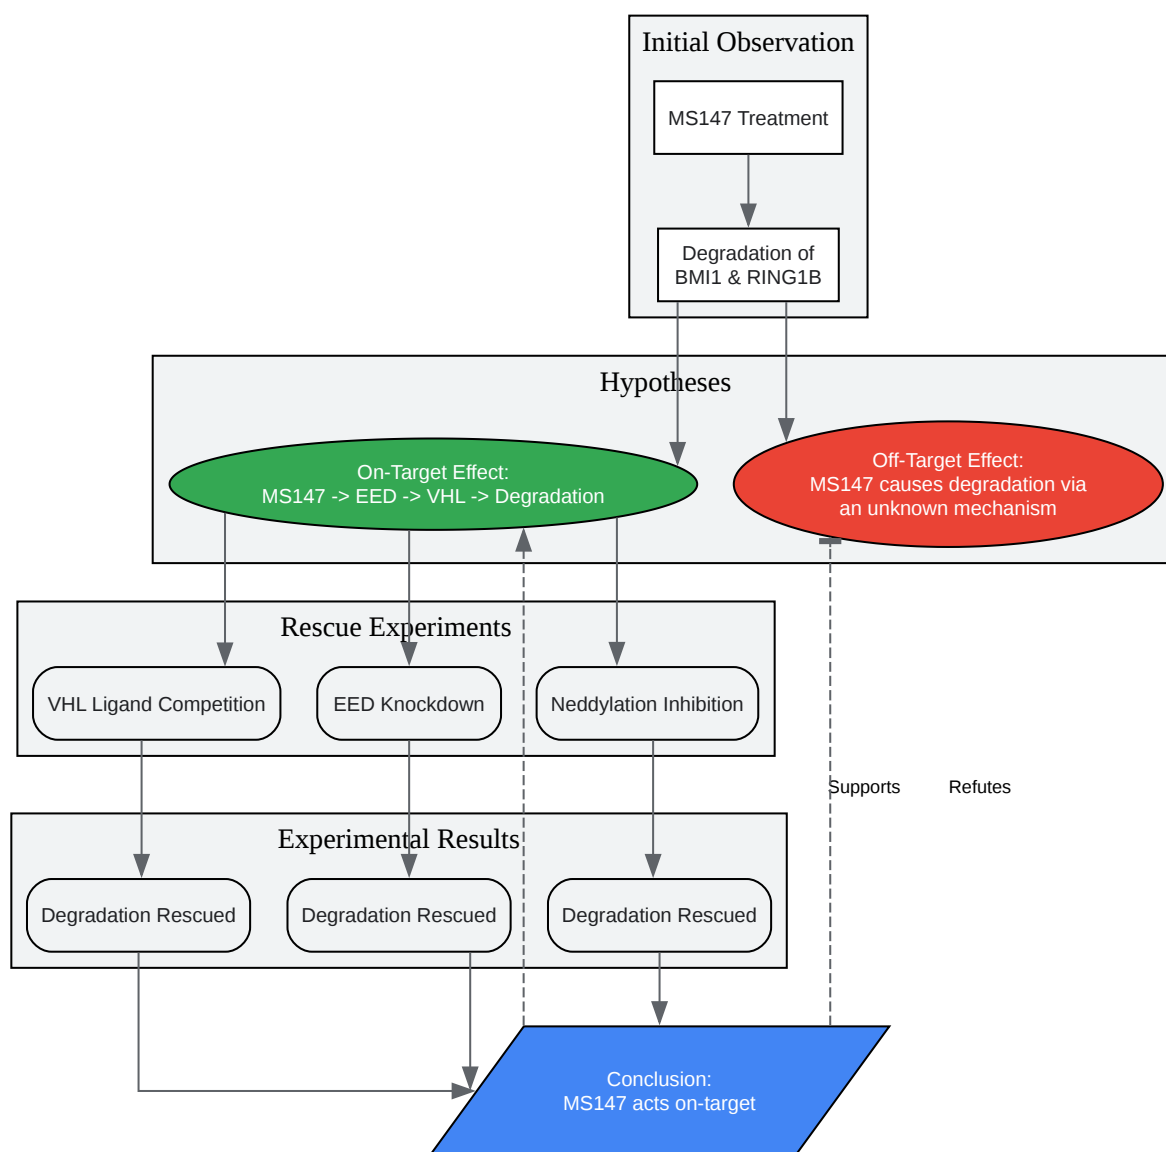 Initial Observation
MS147 Treatment
Degradation of
BMI1 & RING1B
Hypotheses
On-Target Effect:
MS147 -> EED -> VHL -> Degradation
Off-Target Effect:
MS147 causes degradation via
an unknown mechanism
Rescue Experiments
VHL Ligand Competition
EED Knockdown
Neddylation Inhibition
Supports
Refutes
Experimental Results
Degradation Rescued
Degradation Rescued
Degradation Rescued
Conclusion:
MS147 acts on-target